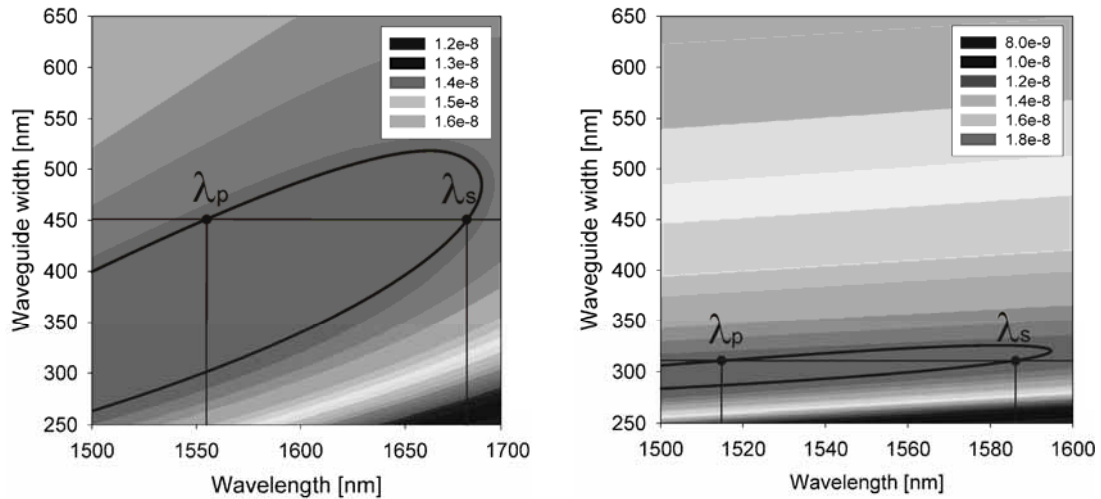 650
600
550
500
450
400
350
300
250
Waveguide width [nm]
1.2e-8
1.3e-8
1.4e-8
1.5e-8
1.6e-8
λp
λs
1500
1550
1600
1650
1700
Wavelength [nm]
650
600
550
500
450
400
350
300
250
Waveguide width [nm]
8.0e-9
1.0e-8
1.2e-8
1.4e-8
1.6e-8
1.8e-8
λp
λs
1500
1520
1540
1560
1580
1600
Wavelength [nm]